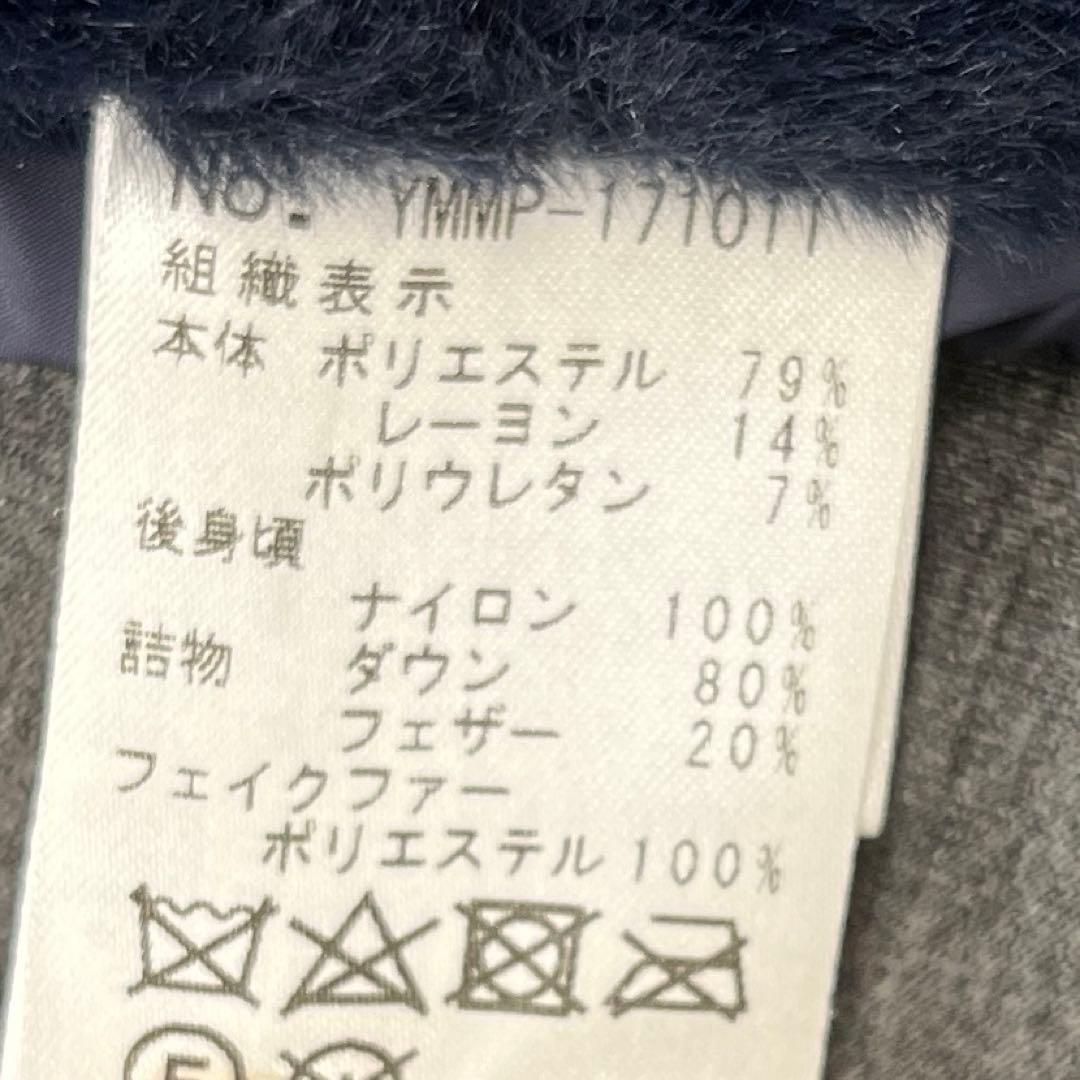 No. YMMP-171011
組織表示
本体 ポリエステル 79%
レーヨン 14%
ポリウレタン 7%
後身頃
ナイロン 100%
詰物 ダウン 80%
フェザー 20%
フェイクファー
ポリエステル 100%